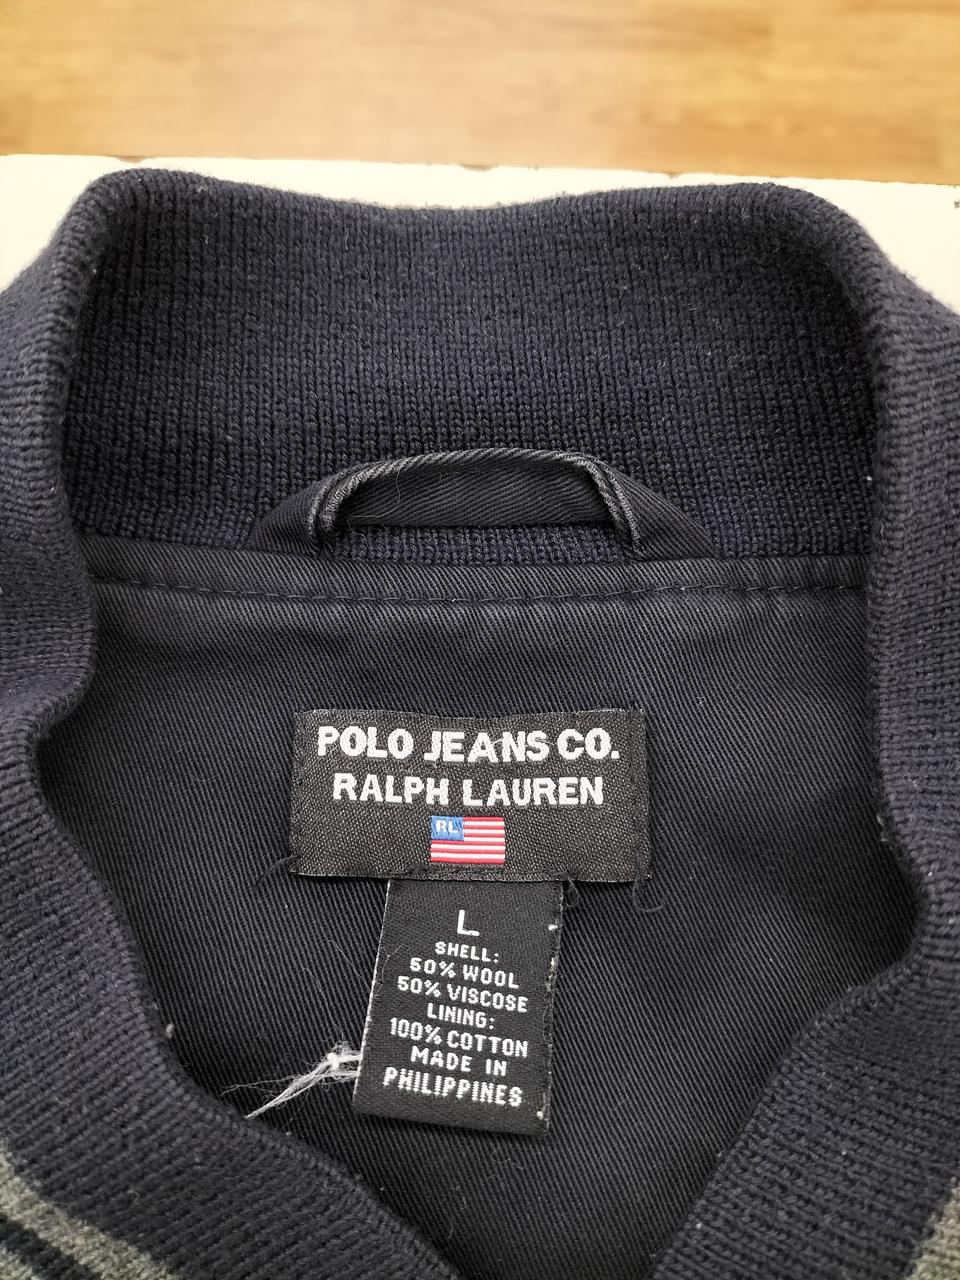 POLO JEANS CO.
RALPH LAUREN
RL
L
SHELL:
50% WOOL
50% VISCOSE
LINING:
100% COTTON
MADE IN
PHILIPPINES